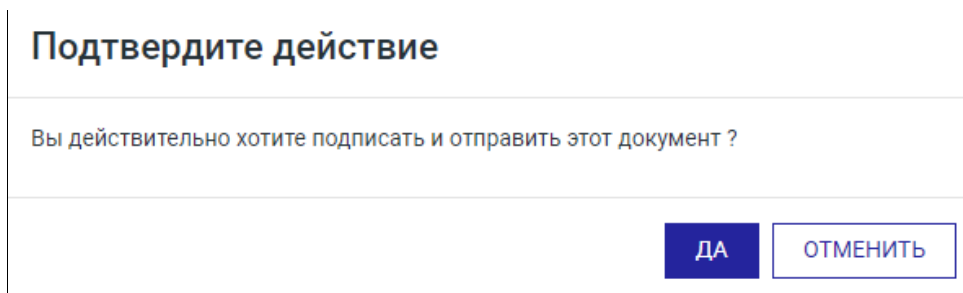 Подтвердите действие
Вы действительно хотите подписать и отправить этот документ ?
ДА ОТМЕНИТЬ